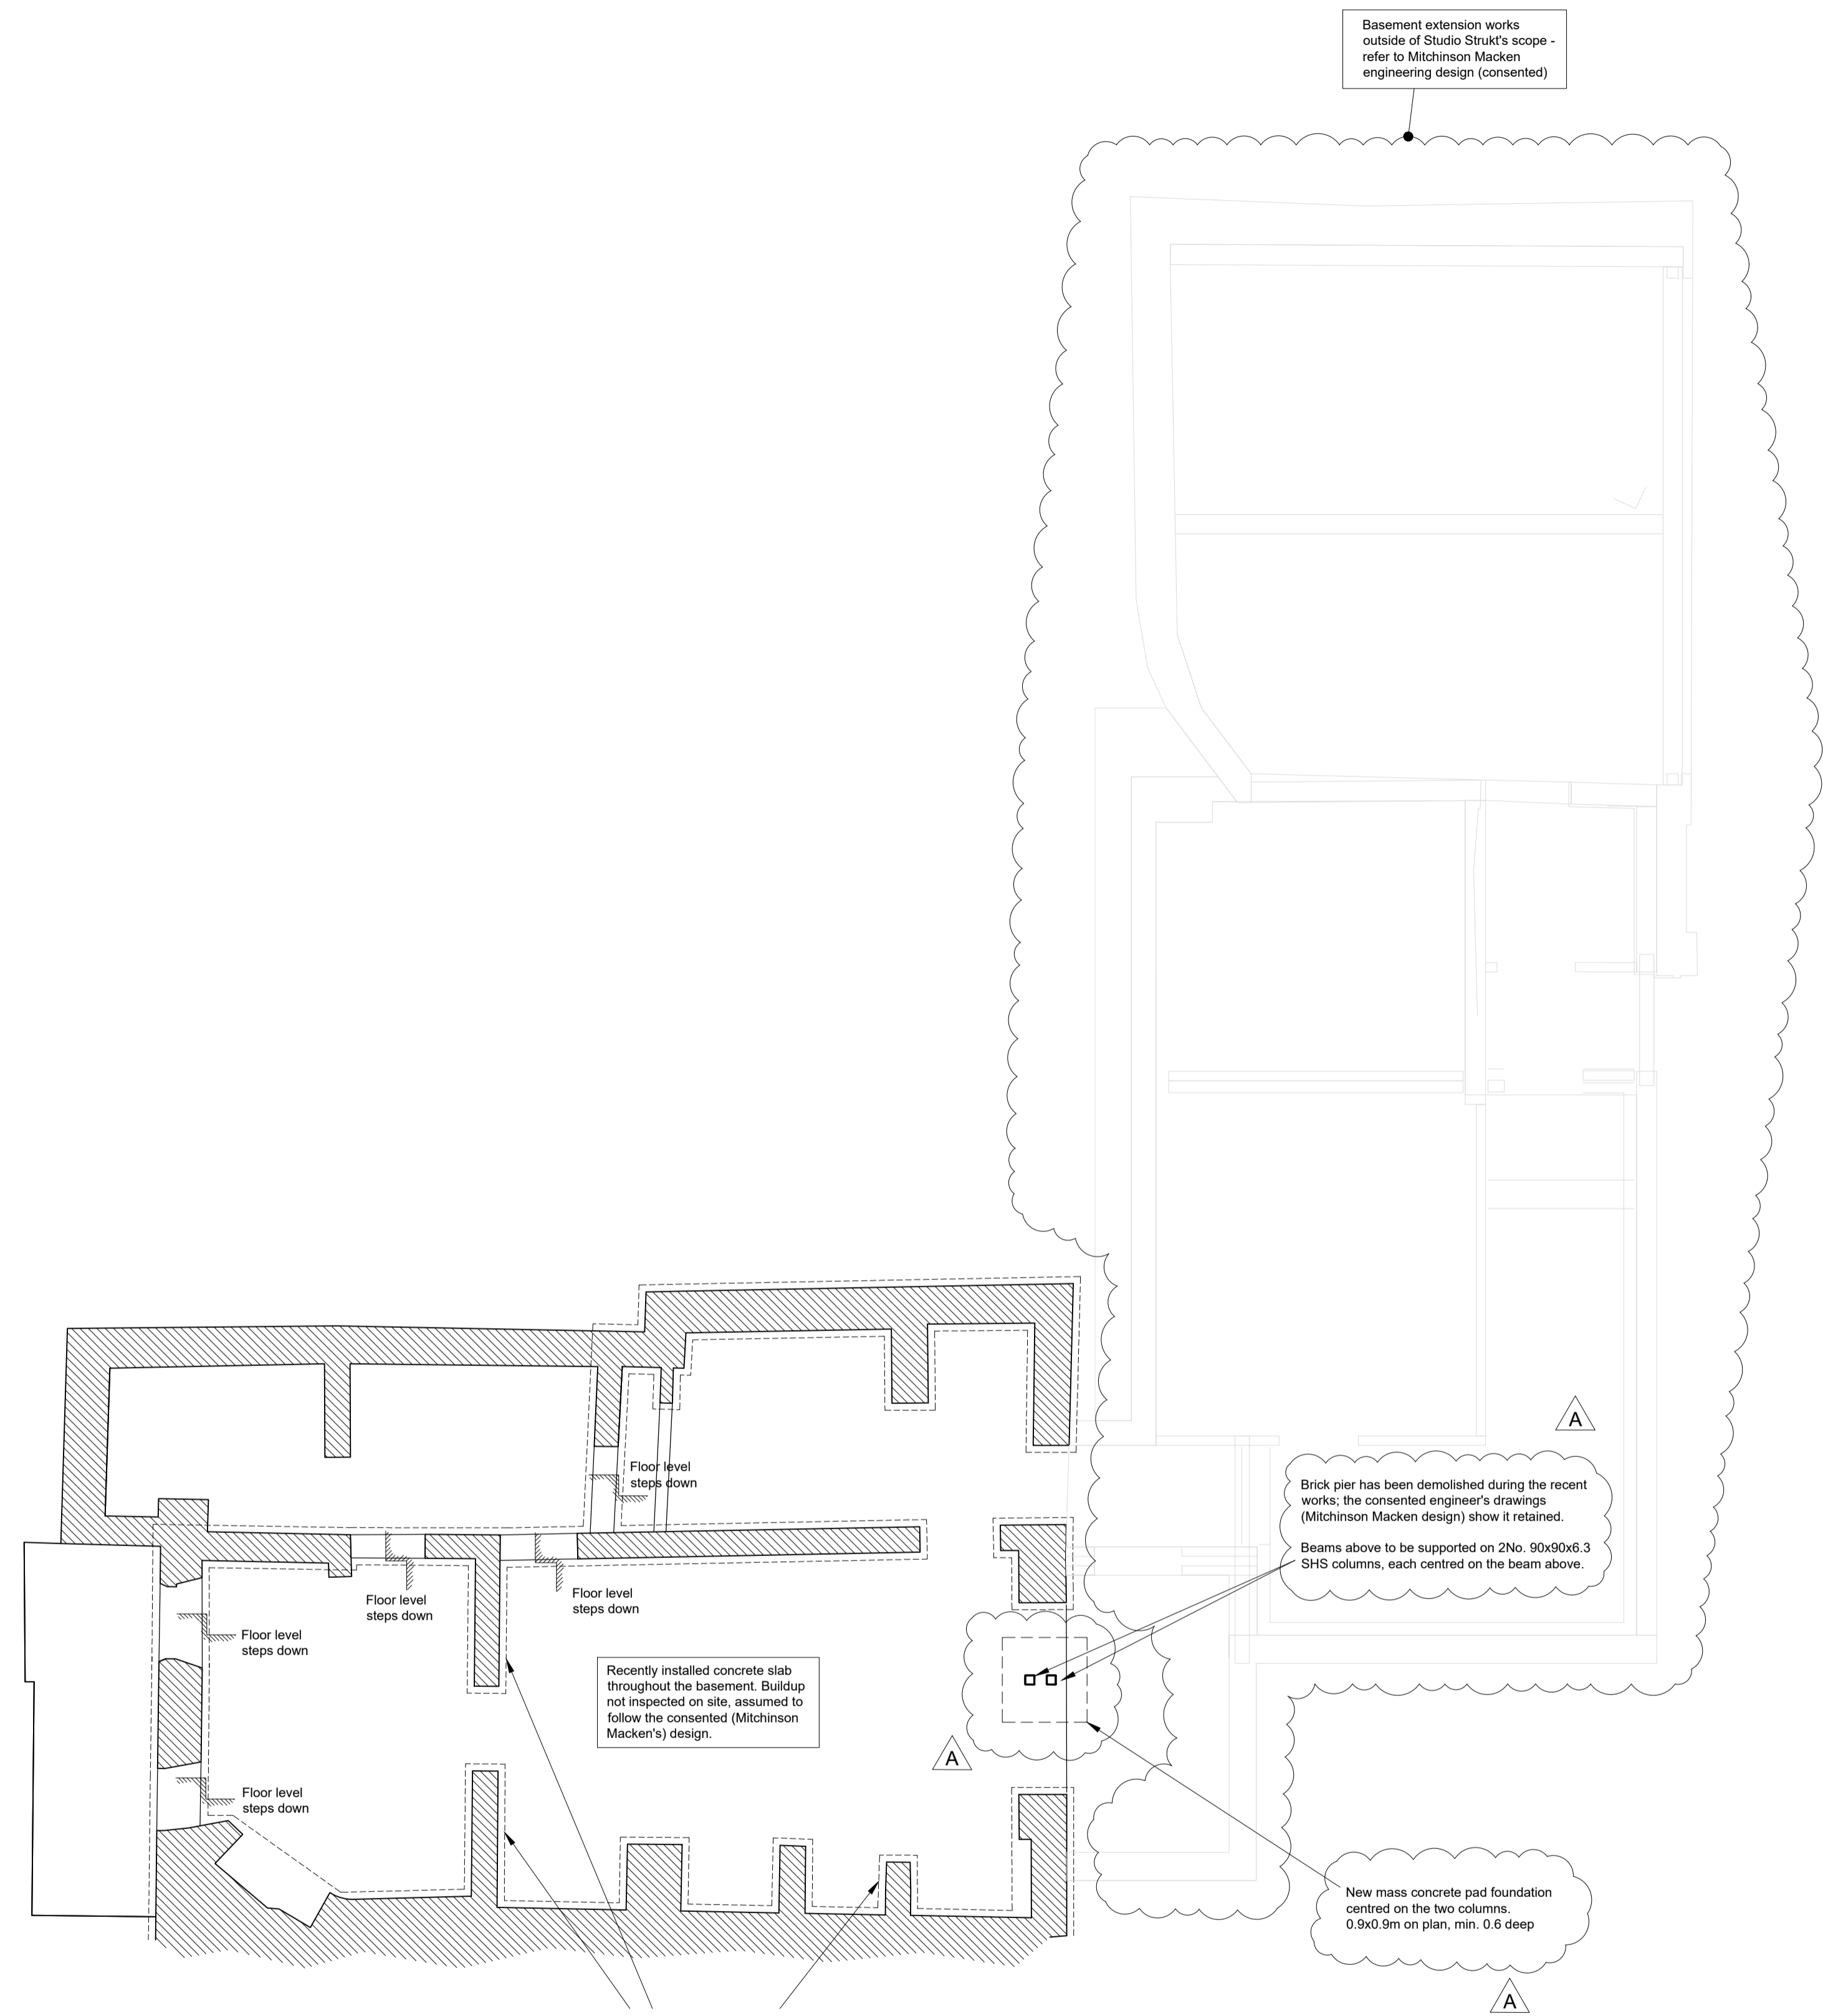 Basement extension works
outside of Studio Strukt's scope -
refer to Mitchinson Macken
engineering design (consented)
A
Brick pier has been demolished during the recent
works; the consented engineer's drawings
(Mitchinson Macken design) show it retained.
Beams above to be supported on 2No. 90x90x6.3
SHS columns, each centred on the beam above.
Floor level
steps down
Floor level
steps down
Floor level
steps down
Floor level
steps down
Recently installed concrete slab
throughout the basement. Buildup
not inspected on site, assumed to
follow the consented (Mitchinson
Macken's) design.
A
Floor level
steps down
New mass concrete pad foundation
centred on the two columns.
0.9x0.9m on plan, min. 0.6 deep
A